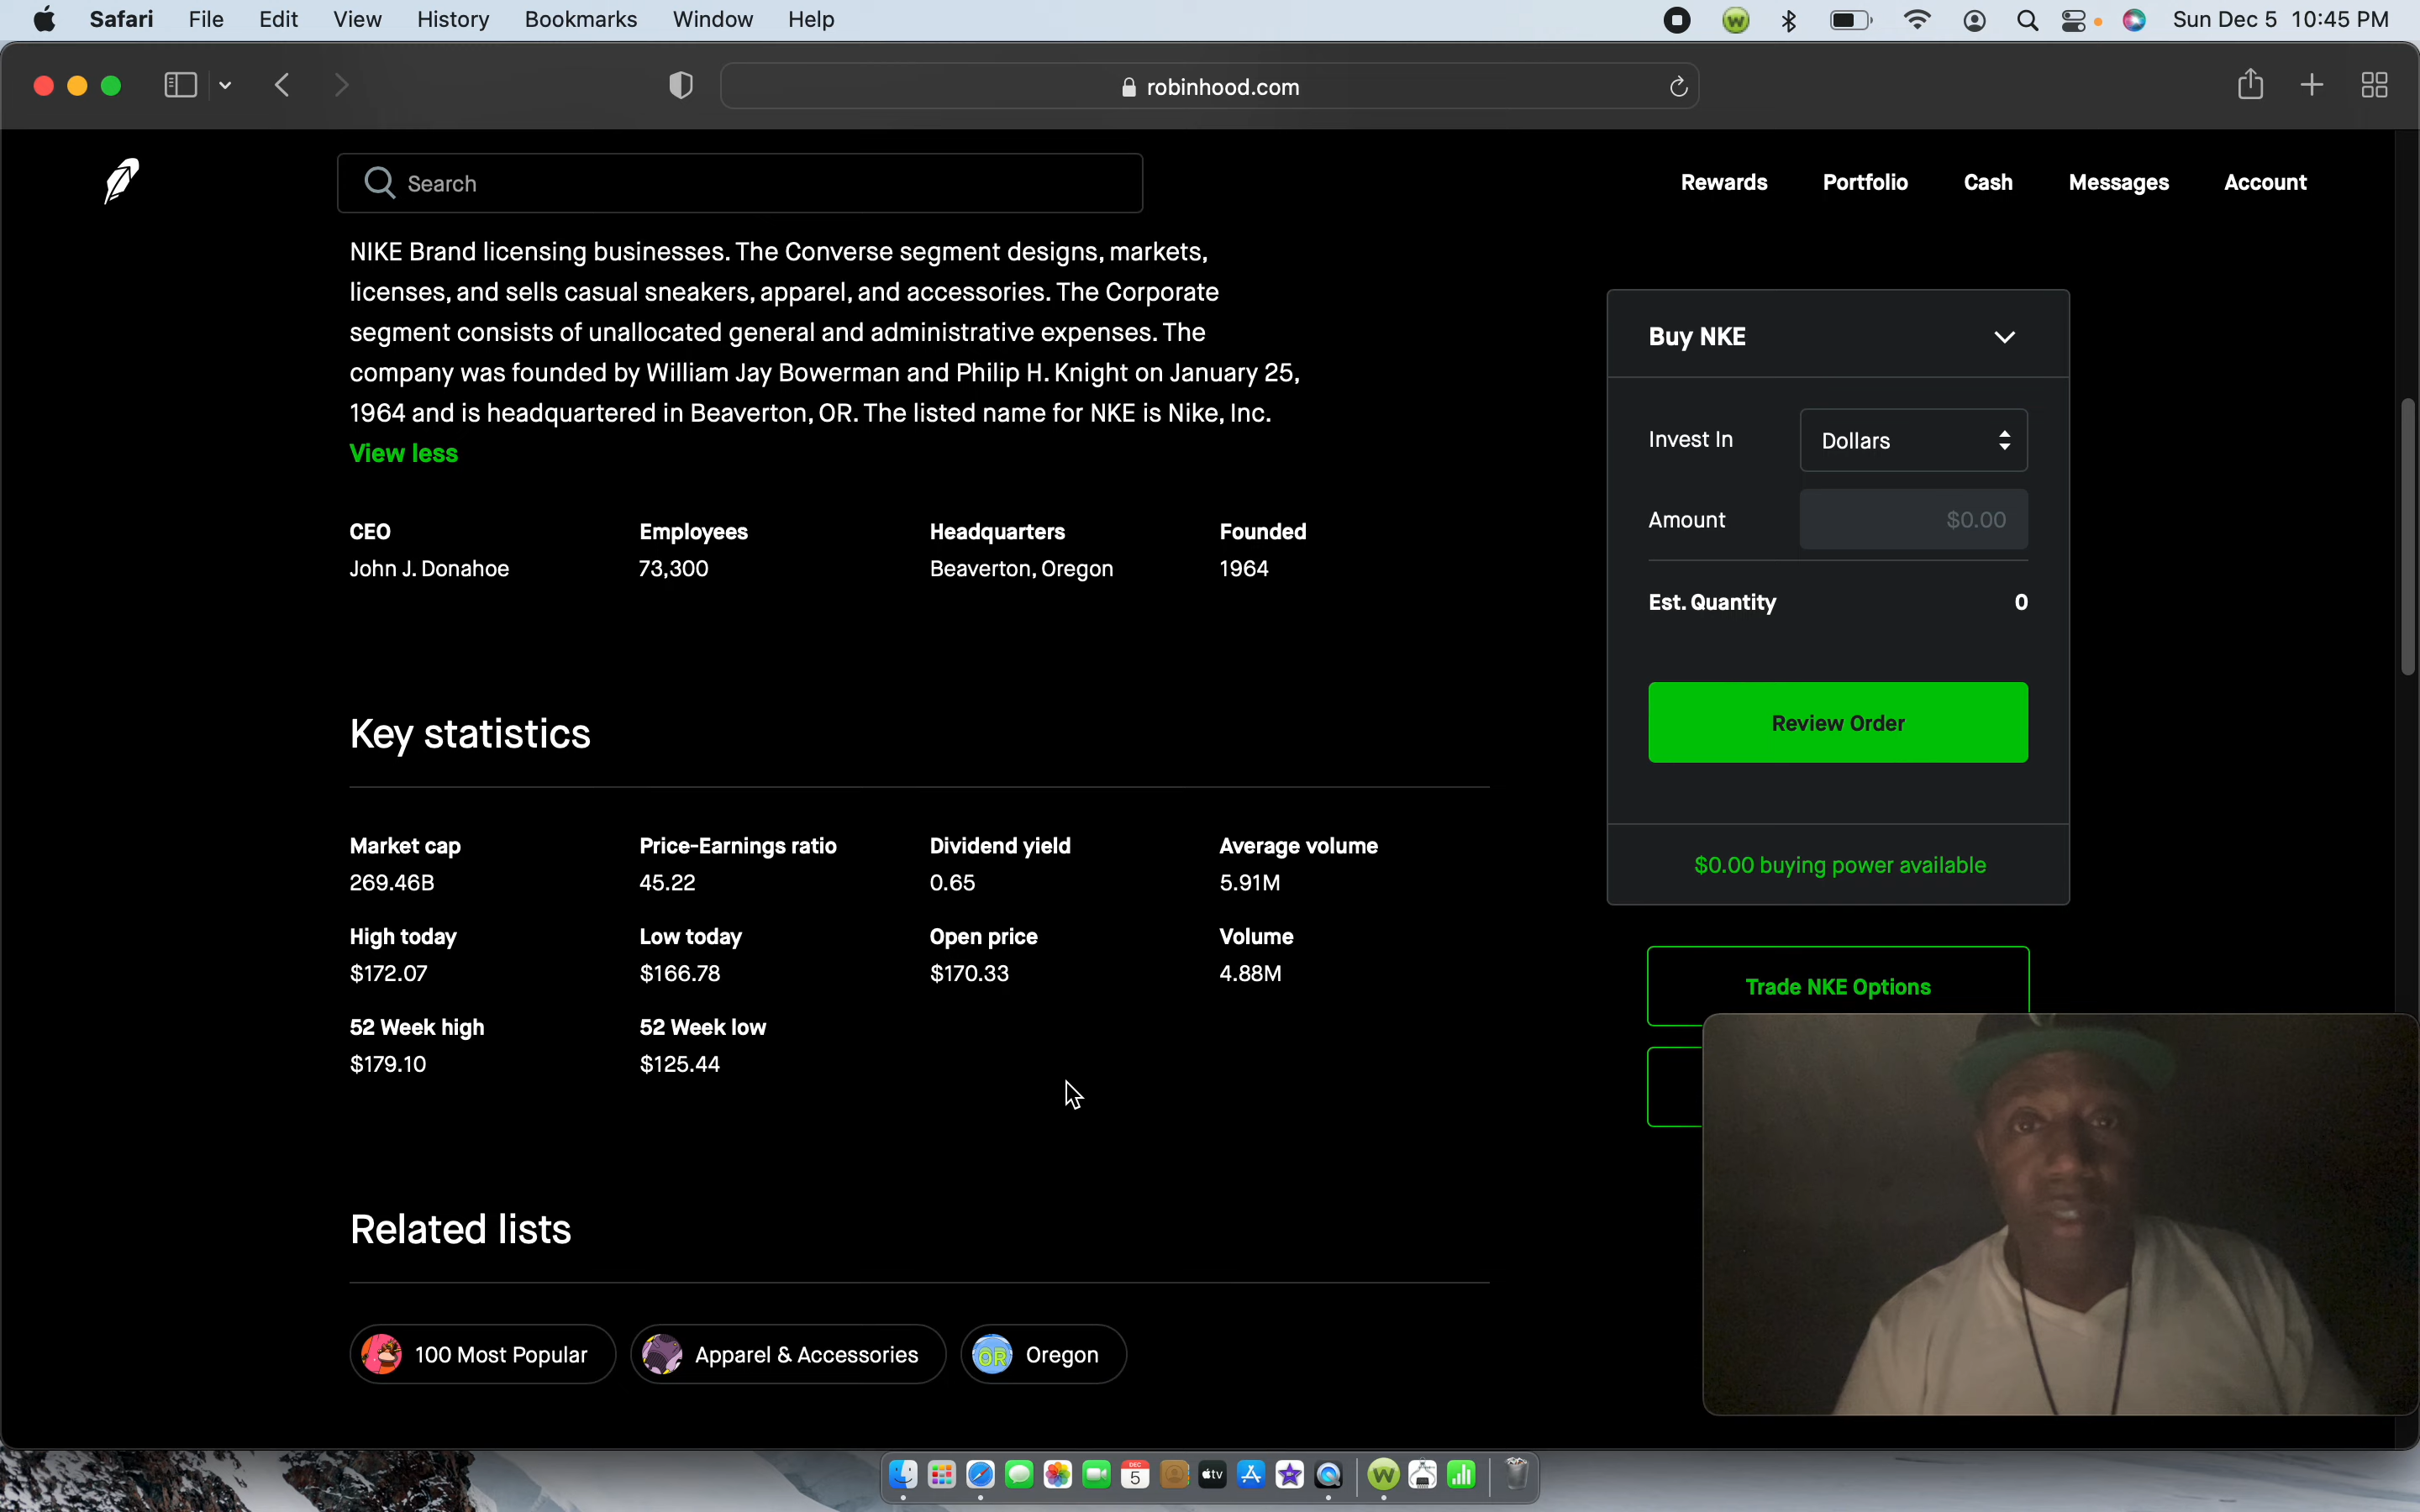 Safari File Edit View History Bookmarks Window Help
Sun Dec 5 10:45 PM
robinhood.com
Search
Rewards Portfolio Cash Messages Account
NIKE Brand licensing businesses. The Converse segment designs, markets,
licenses, and sells casual sneakers, apparel, and accessories. The Corporate
segment consists of unallocated general and administrative expenses. The
company was founded by William Jay Bowerman and Philip H. Knight on January 25,
1964 and is headquartered in Beaverton, OR. The listed name for NKE is Nike, Inc.
View less
CEO Employees Headquarters Founded
John J. Donahoe 73,300 Beaverton, Oregon 1964
Key statistics
Market cap Price-Earnings ratio Dividend yield Average volume
269.46B 45.22 0.65 5.91M
High today Low today Open price Volume
$172.07 $166.78 $170.33 4.88M
52 Week high 52 Week low
$179.10 $125.44
Related lists
100 Most Popular OR Oregon Apparel & Accessories
Buy NKE
Invest In Dollars
Amount $0.00
Est. Quantity 0
Review Order
$0.00 buying power available
Trade NKE Options
DEC
5
tv